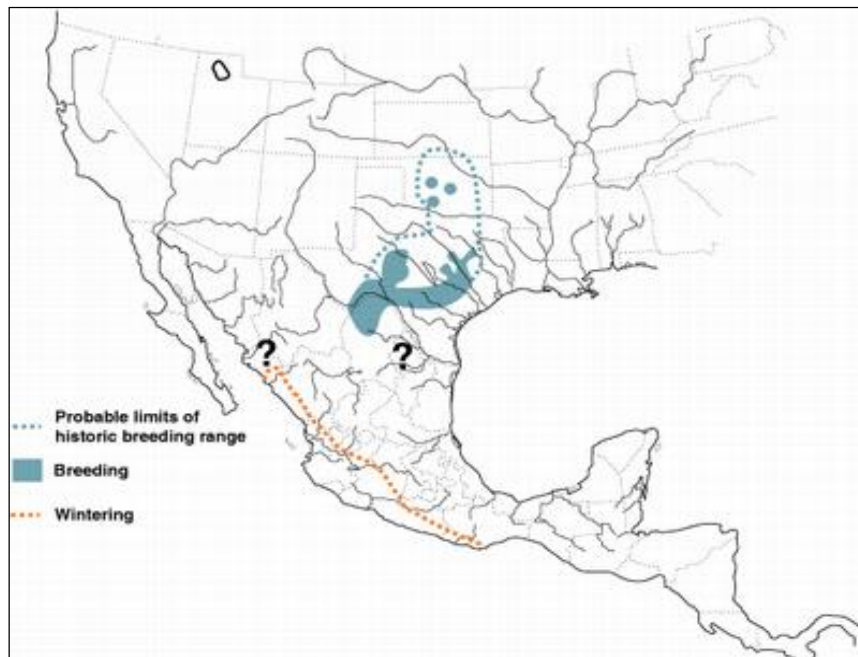 ?
?
Probable limits of
historic breeding range
Breeding
Wintering